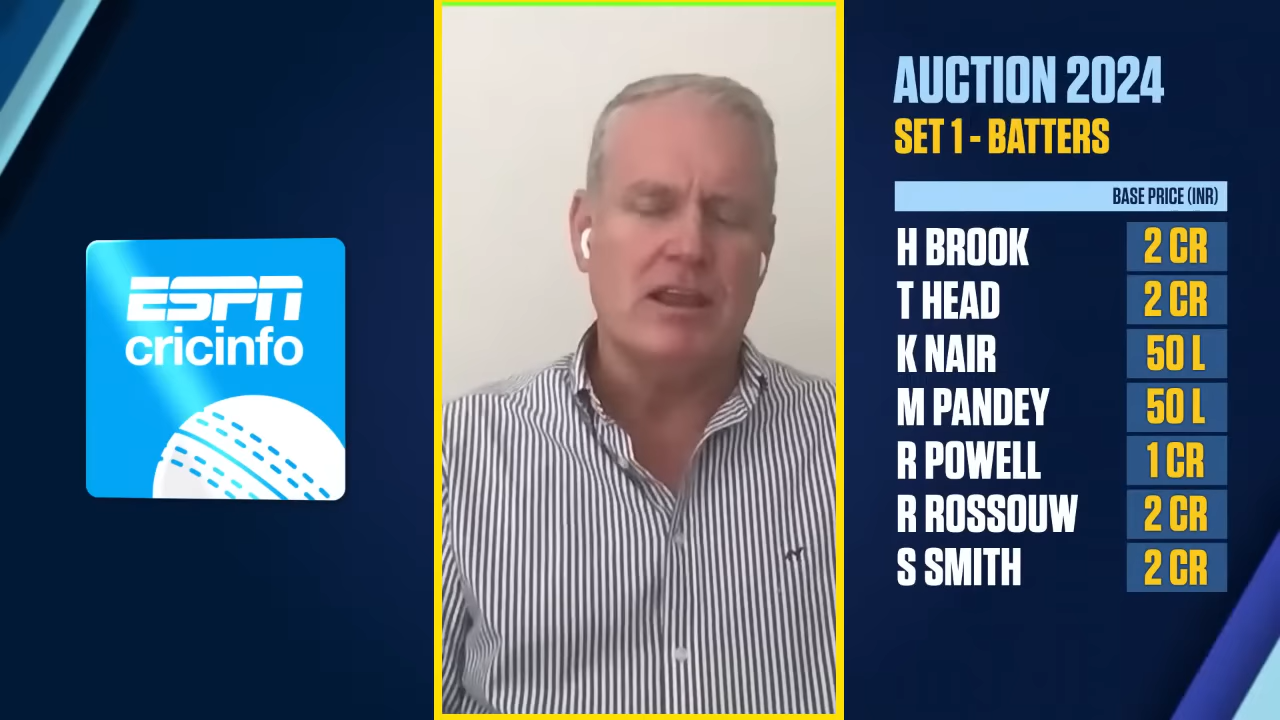 ESPN
cricinfo
AUCTION 2024
SET 1 - BATTERS
BASE PRICE (INR)
H BROOK 2 CR
T HEAD 2 CR
K NAIR 50 L
M PANDEY 50 L
R POWELL 1 CR
R ROSSOUW 2 CR
S SMITH 2 CR